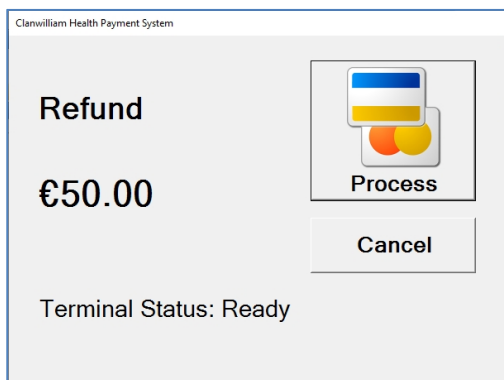 Clanwilliam Health Payment System
Refund
€50.00
Process
Cancel
Terminal Status: Ready